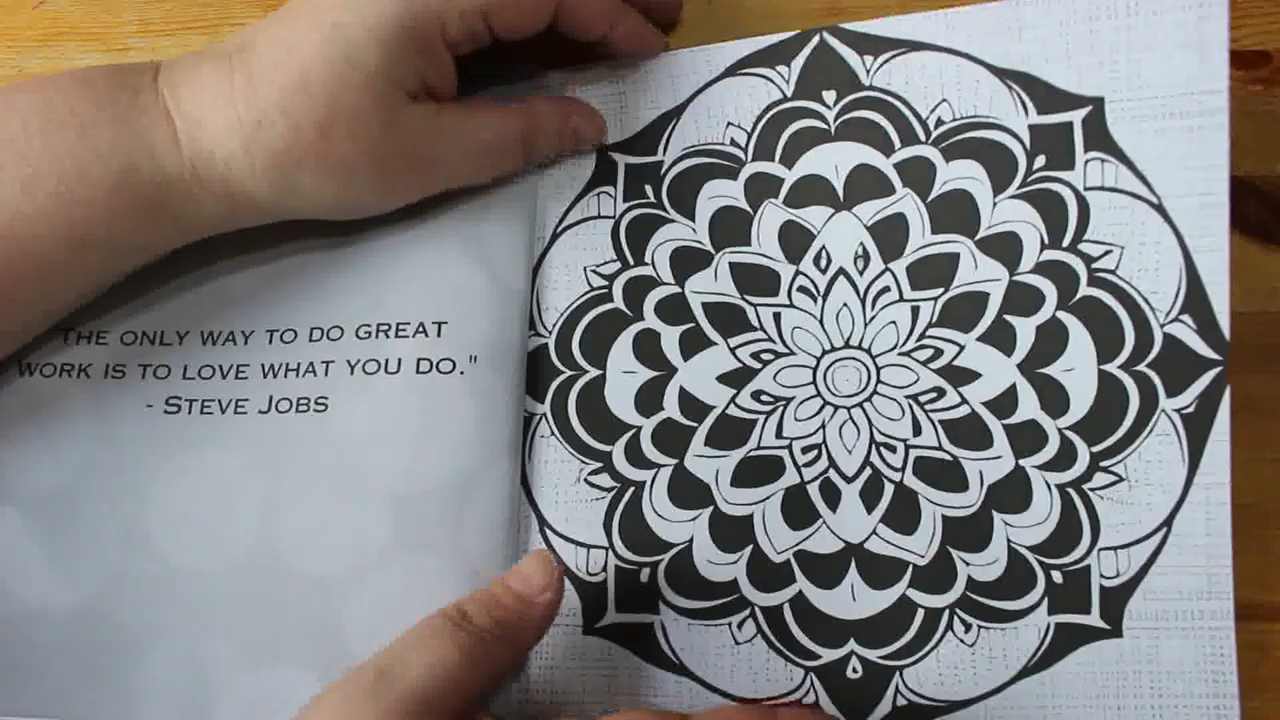 THE ONLY WAY TO DO GREAT
WORK IS TO LOVE WHAT YOU DO."
- STEVE JOBS